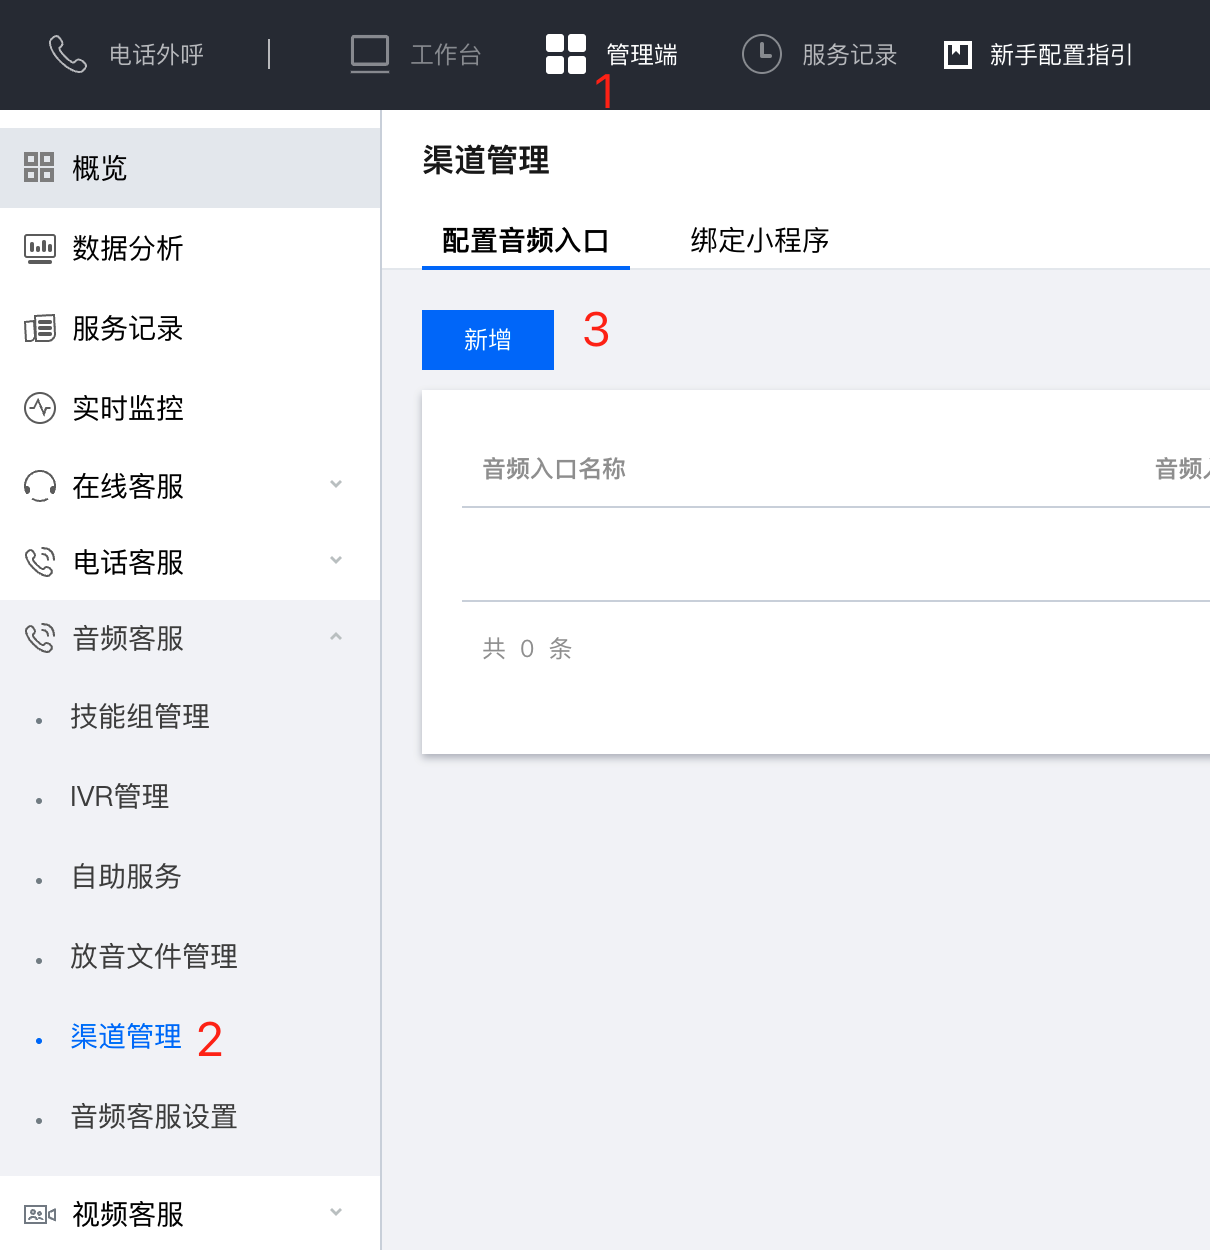 电话外呼 | 工作台 管理端 服务记录 新手配置指引
1
概览
数据分析
服务记录
实时监控
在线客服
电话客服
音频客服
技能组管理
IVR管理
自助服务
放音文件管理
渠道管理 2
音频客服设置
视频客服
渠道管理
配置音频入口 绑定小程序
新增 3
音频入口名称 音频
共 0 条